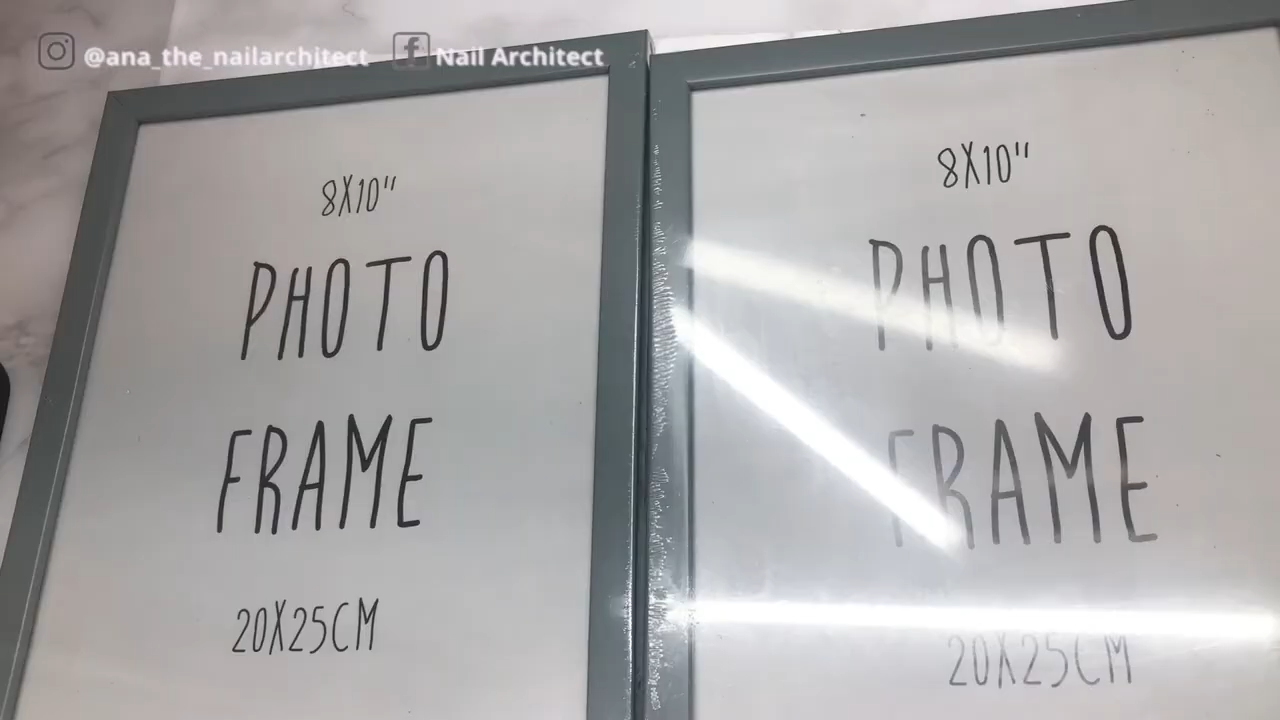 @ana_the_nailarchitect Nail Architect
8X10"
PHOTO
FRAME
20X25CM
8X10"
PHOTO
FRAME
20X25CM